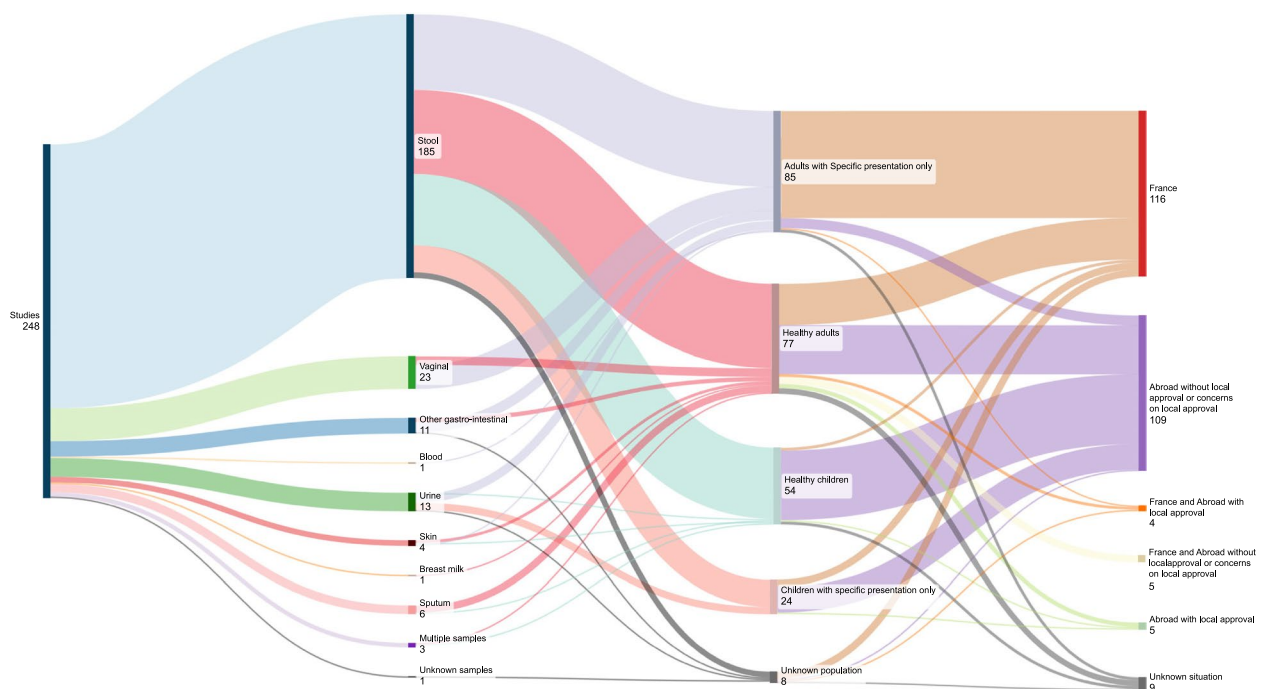 Studies
248
Stool
185
Vaginal
23
Other gastro-intestinal
11
Blood
1
Urine
13
Skin
4
Breast milk
1
Sputum
6
Multiple samples
3
Unknown samples
1
Adults with Specific presentation only
85
Healthy adults
77
Healthy children
54
Children with specific presentation only
24
Unknown population
8
France
116
Abroad without local
approval or concerns
on local approval
109
France and Abroad with
local approval
4
France and Abroad without
localapproval or concerns
on local approval
5
Abroad with local approval
5
Unknown situation
9